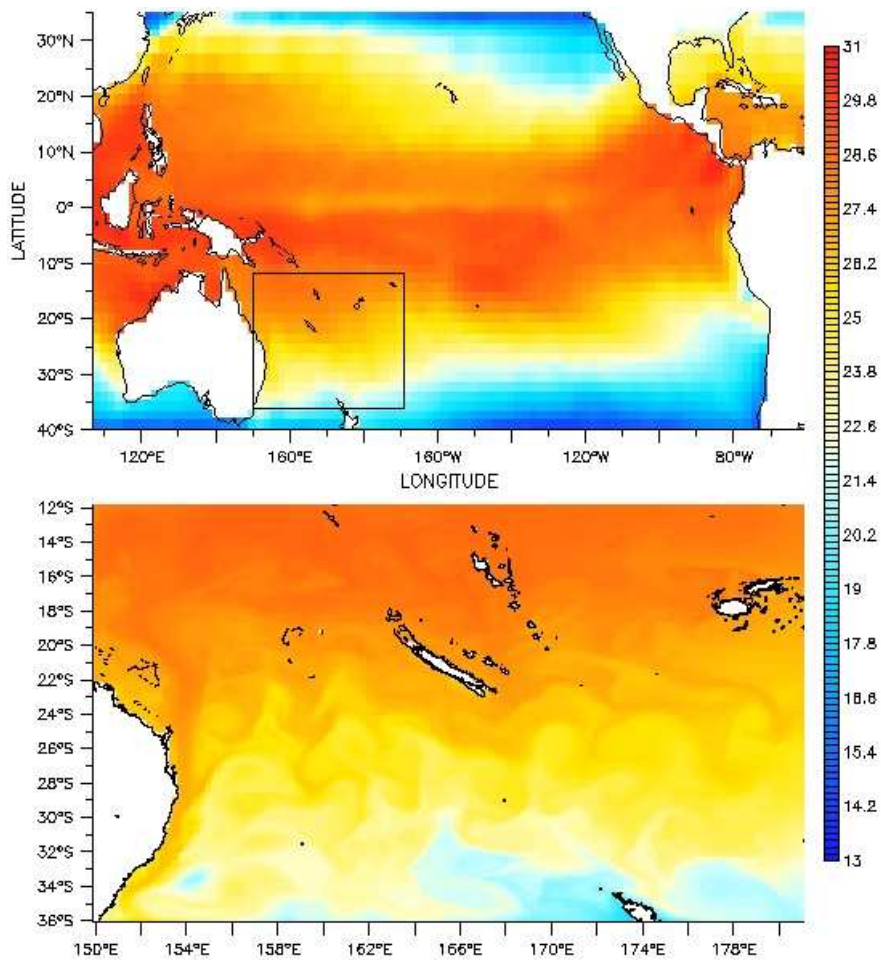 30°N
20°N
10°N
0°
10°S
20°S
30°S
40°S
LATITUDE
120°E 160°E 160°W 120°W 80°W
LONGITUDE
31
29.8
28.6
27.4
26.2
25
23.8
22.6
21.4
20.2
19
17.8
16.6
15.4
14.2
13
12°S
14°S
16°S
18°S
20°S
22°S
24°S
26°S
28°S
30°S
32°S
34°S
36°S
150°E 154°E 158°E 162°E 166°E 170°E 174°E 178°E